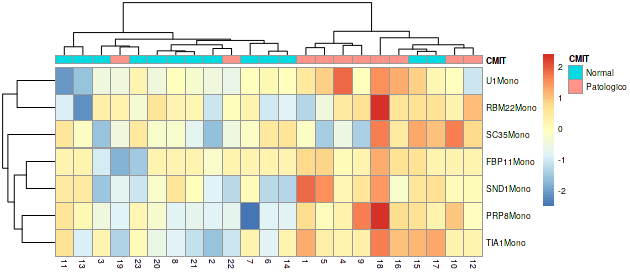 CMIT
CMIT
Normal
Patologico
2
1
0
-1
-2
U1Mono
RBM22Mono
SC35Mono
FBP11Mono
SND1Mono
PRP8Mono
TIA1Mono
11 13 3 19 23 20 8 21 2 22 7 6 14 1 5 4 9 18 16 15 17 10 12